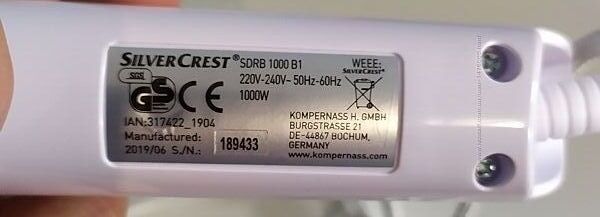 SILVERCREST® SDRB 1000 B1
220V-240V~ 50Hz-60Hz
1000W
WEEE:
SILVERCREST®
SGS
GS CE
IAN:317422_1904
Manufactured:
2019/06 S./N.: 189433
KOMPERNASS H. GMBH
BURGSTRASSE 21
DE-44867 BOCHUM,
GERMANY
www.kompernass.com